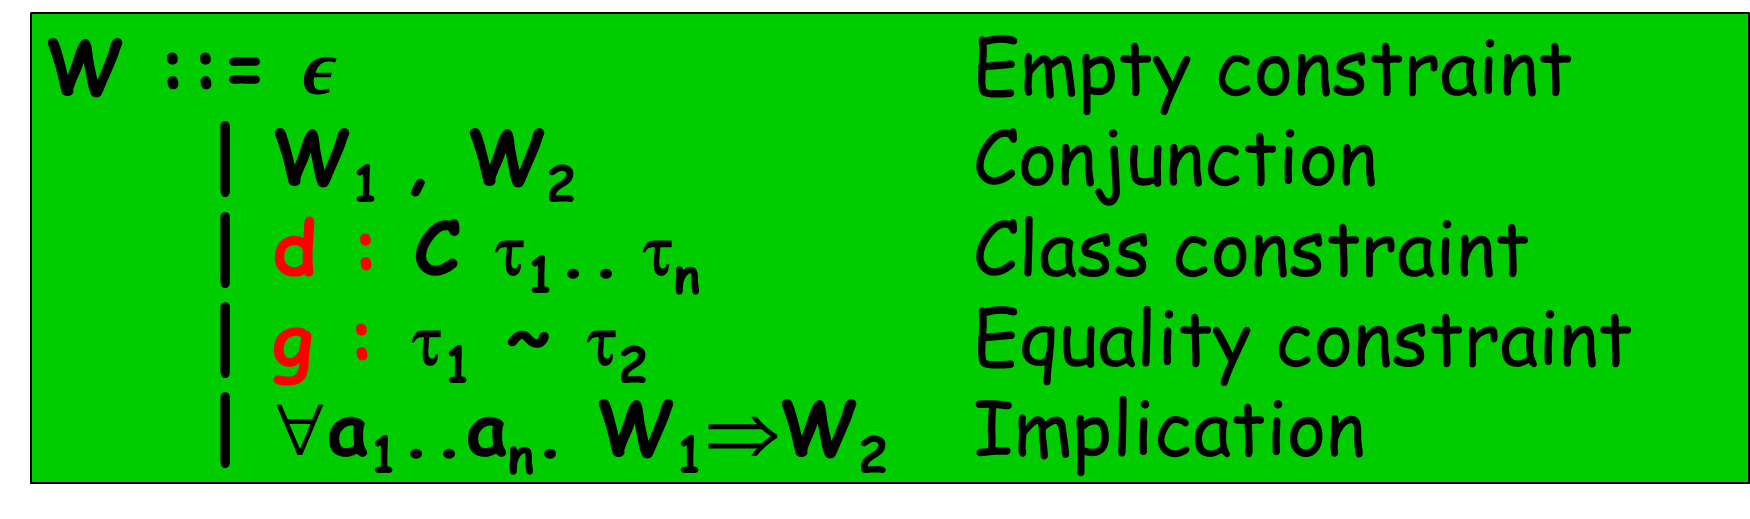 W ::= ϵ Empty constraint
| W₁ , W₂ Conjunction
| d : C τ₁.. τₙ Class constraint
| g : τ₁ ~ τ₂ Equality constraint
| ∀a₁..aₙ. W₁⇒W₂ Implication